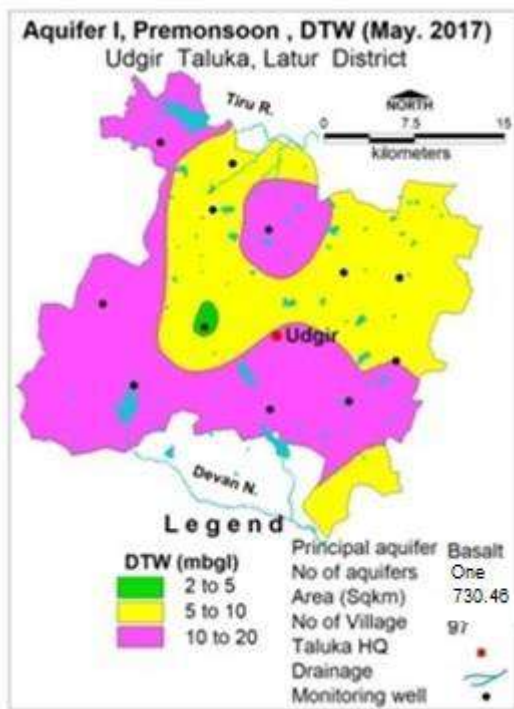 Aquifer I, Premonsoon , DTW (May. 2017)
Udgir Taluka, Latur District
Tiru R.
NORTH
0 7.5 15
kilometers
Udgir
Devan N.
Legend
DTW (mbgl)
2 to 5
5 to 10
10 to 20
Principal aquifer Basalt
No of aquifers One
Area (Sqkm) 730.46
No of Village 97
Taluka HQ
Drainage
Monitoring well